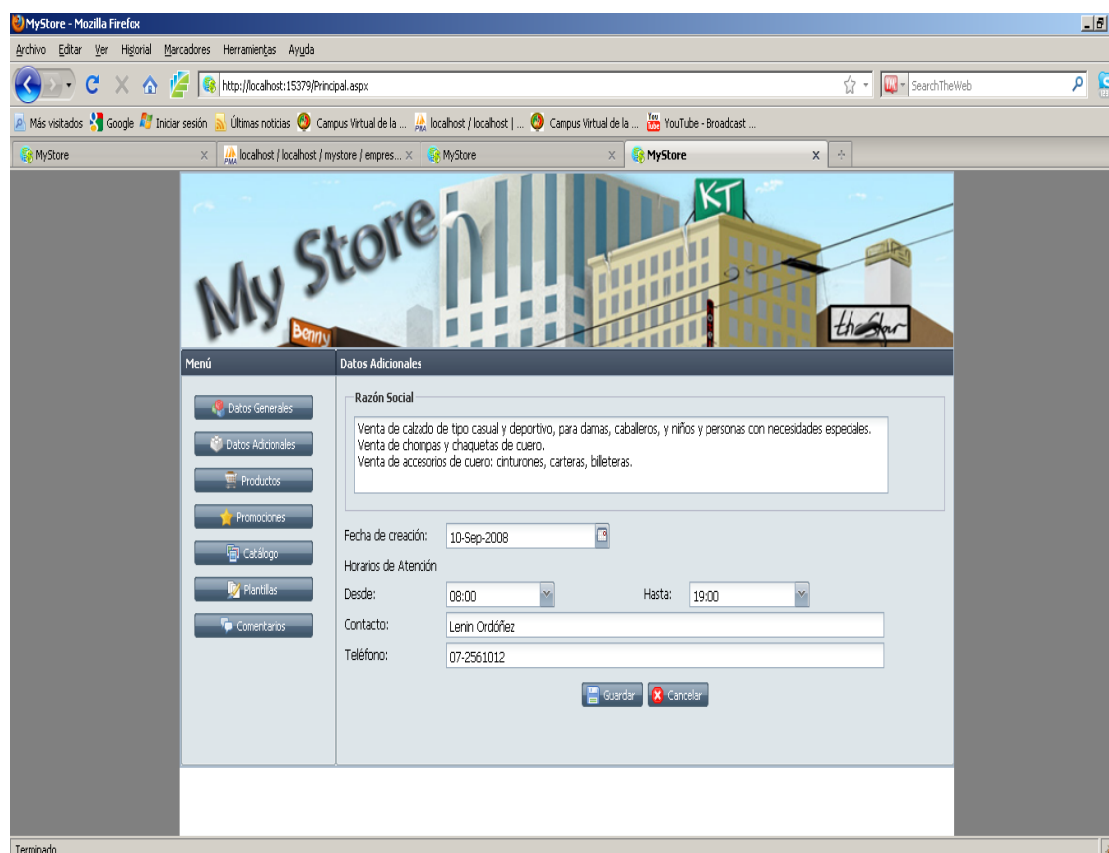 MyStore - Mozilla Firefox
Archivo Editar Ver Historial Marcadores Herramientas Ayuda
http://localhost:15379/Principal.aspx
SearchTheWeb
Más visitados Google Iniciar sesión Últimas noticias Campus Virtual de la ... localhost / localhost | ... Campus Virtual de la ... YouTube - Broadcast ...
MyStore localhost / localhost / mystore / empres... MyStore MyStore
My Store
KT
Benny
the Star
Menú
Datos Adicionales
Datos Generales
Datos Adicionales
Productos
Promociones
Catálogo
Plantillas
Comentarios
Razón Social
Venta de calzado de tipo casual y deportivo, para damas, caballeros, y niños y personas con necesidades especiales.
Venta de chompas y chaquetas de cuero.
Venta de accesorios de cuero: cinturones, carteras, billeteras.
Fecha de creación: 10-Sep-2008
Horarios de Atención
Desde: 08:00 Hasta: 19:00
Contacto: Lenin Ordóñez
Teléfono: 07-2561012
Guardar Cancelar
Terminado